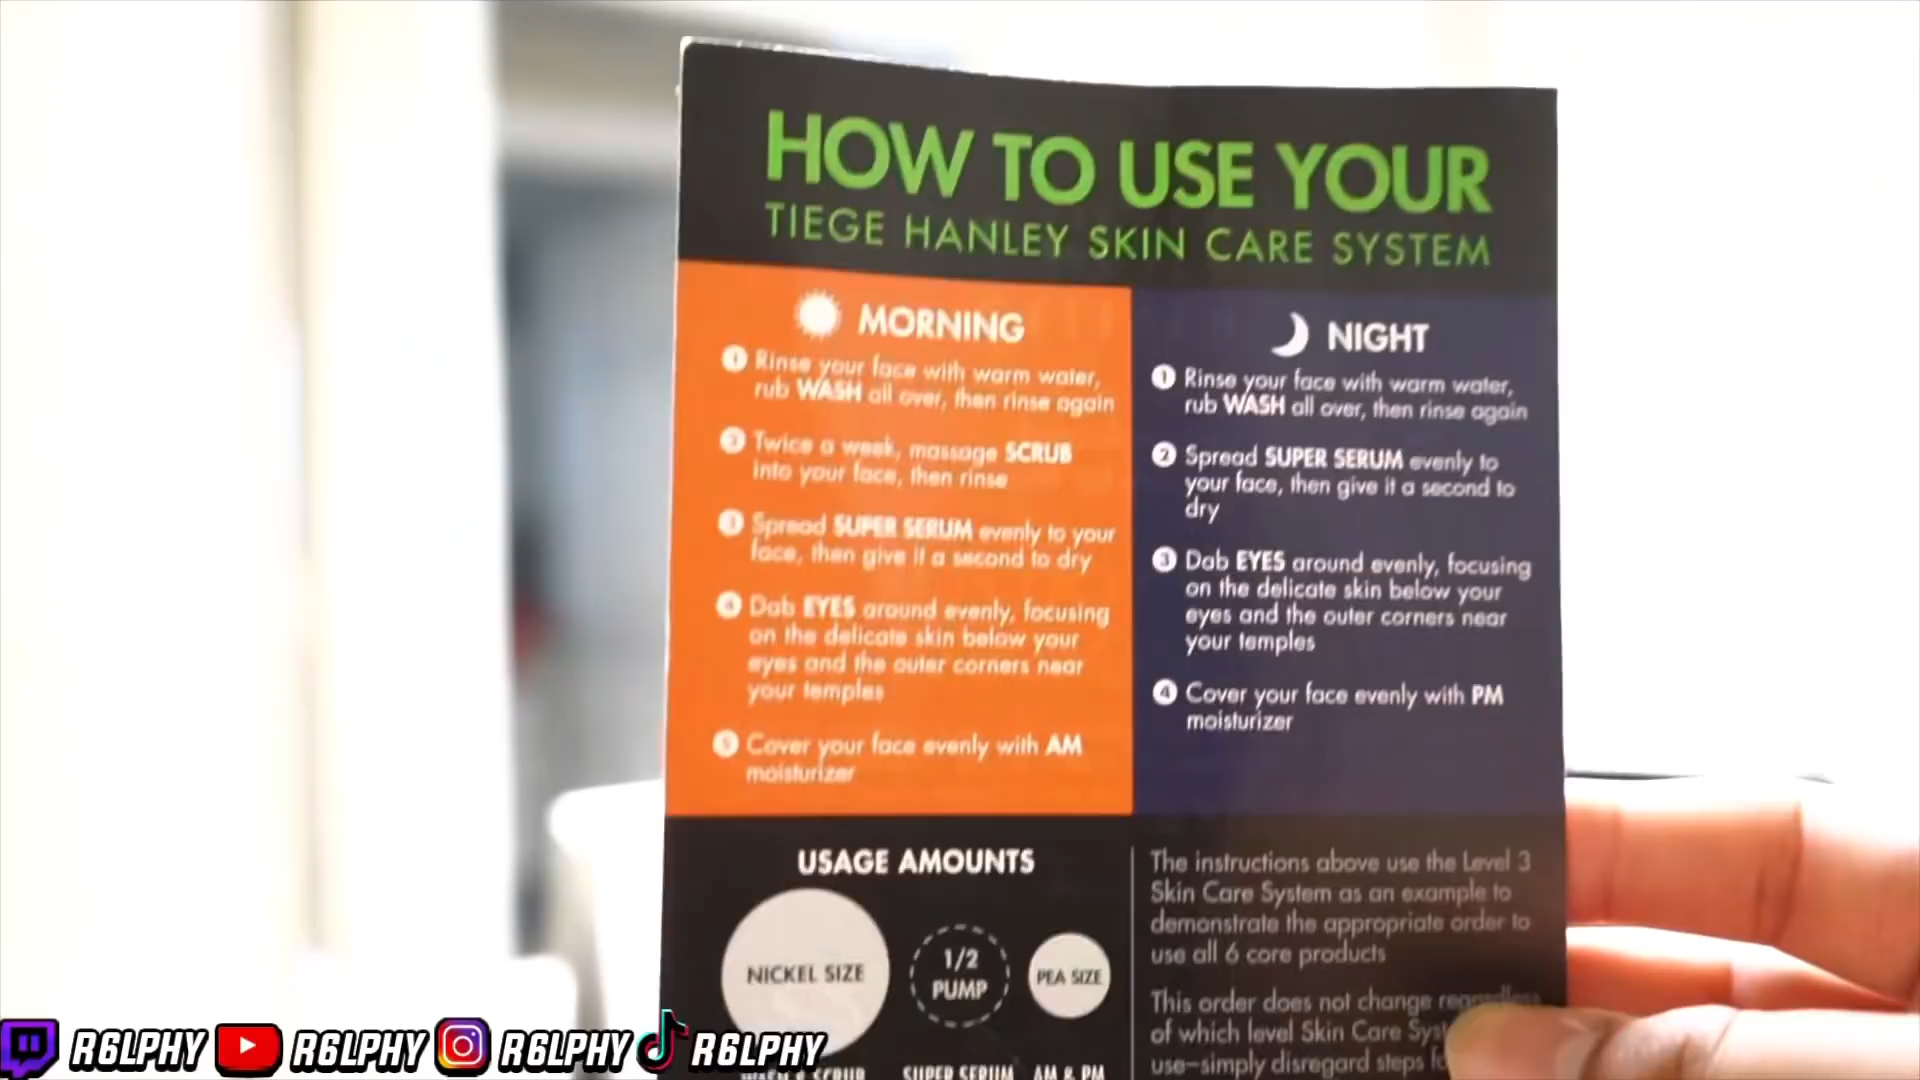 HOW TO USE YOUR
TIEGE HANLEY SKIN CARE SYSTEM
MORNING
1 Rinse your face with warm water,
rub WASH all over, then rinse again
2 Twice a week, massage SCRUB
into your face, then rinse
3 Spread SUPER SERUM evenly to your
face, then give it a second to dry
4 Dab EYES around evenly, focusing
on the delicate skin below your
eyes and the outer corners near
your temples
5 Cover your face evenly with AM
moisturizer
NIGHT
1 Rinse your face with warm water,
rub WASH all over, then rinse again
2 Spread SUPER SERUM evenly to
your face, then give it a second to
dry
3 Dab EYES around evenly, focusing
on the delicate skin below your
eyes and the outer corners near
your temples
4 Cover your face evenly with PM
moisturizer
USAGE AMOUNTS
NICKEL SIZE
1/2
PUMP
PEA SIZE
SCRUB
SUPER SERUM
AM & PM
The instructions above use the Level 3
Skin Care System as an example to
demonstrate the appropriate order to
use all 6 core products
This order does not change regardless
of which level Skin Care
use—simply disregard steps
R6LPHY R6LPHY R6LPHY R6LPHY